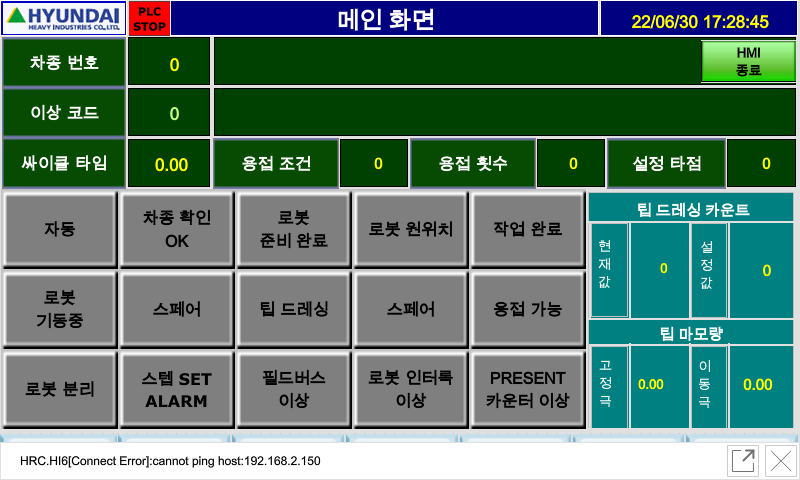 HYUNDAI
HEAVY INDUSTRIES CO.,LTD.
PLC
STOP
메인 화면
22/06/30 17:28:45
차종 번호
0
HMI
종료
이상 코드
0
싸이클 타임
0.00
용접 조건
0
용접 횟수
0
설정 타점
0
자동
차종 확인
OK
로봇
준비 완료
로봇 원위치
작업 완료
팁 드레싱 카운트
현
재
값
0
설
정
값
0
로봇
기동중
스페어
팁 드레싱
스페어
용접 가능
팁 마모량
고
정
극
0.00
이
동
극
0.00
로봇 분리
스텝 SET
ALARM
필드버스
이상
로봇 인터록
이상
PRESENT
카운터 이상
HRC.HI6[Connect Error]:cannot ping host:192.168.2.150